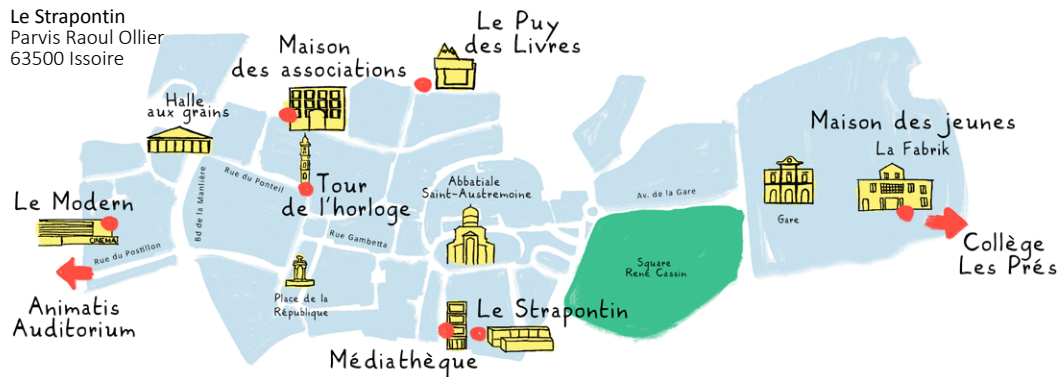 Le Strapontin
Parvis Raoul Ollier
63500 Issoire
Le Puy
des Livres
Maison
des associations
Halle
aux grains
Maison des jeunes
La Fabrik
Rue du Ponteil
Bd de la Manlière
Tour
de l'horloge
Abbatiale
Saint-Austremoine
Av. de la Gare
Gare
Le Modern
CINEMA
Rue du Postillon
Rue Gambetta
Collège
Les Prés
Square
René Cassin
Animatis
Auditorium
Place de la
République
Le Strapontin
Médiathèque